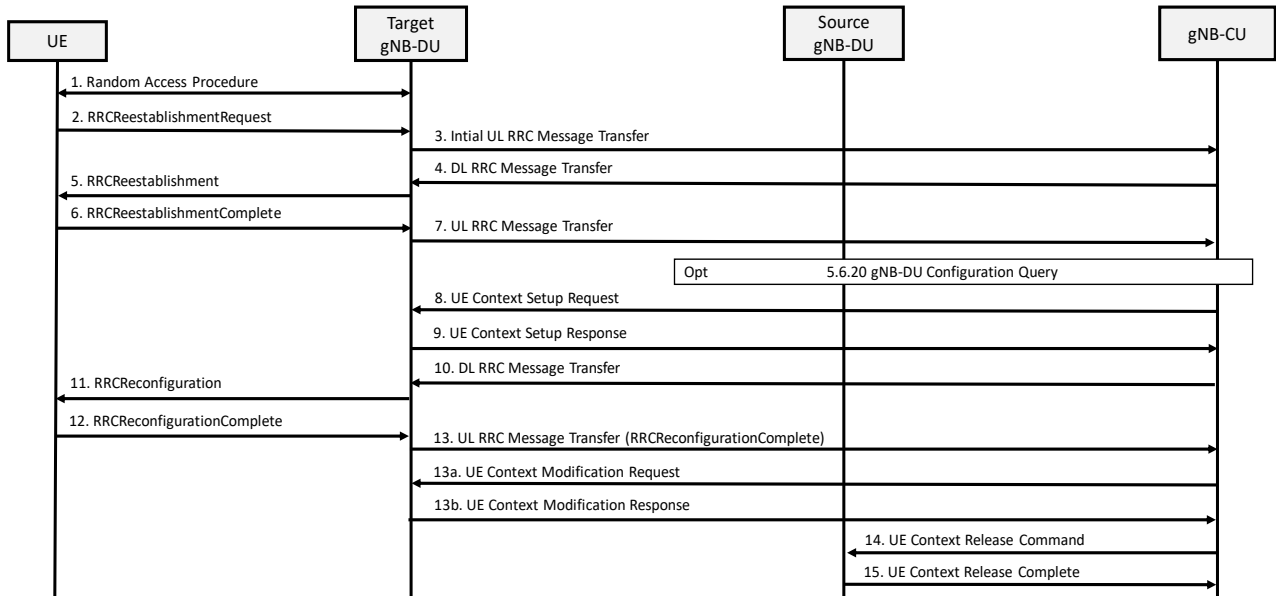 UE
Target
gNB-DU
Source
gNB-DU
gNB-CU
1. Random Access Procedure
2. RRCReestablishmentRequest
3. Intial UL RRC Message Transfer
4. DL RRC Message Transfer
5. RRCReestablishment
6. RRCReestablishmentComplete
7. UL RRC Message Transfer
Opt 5.6.20 gNB-DU Configuration Query
8. UE Context Setup Request
9. UE Context Setup Response
10. DL RRC Message Transfer
11. RRCReconfiguration
12. RRCReconfigurationComplete
13. UL RRC Message Transfer (RRCReconfigurationComplete)
13a. UE Context Modification Request
13b. UE Context Modification Response
14. UE Context Release Command
15. UE Context Release Complete